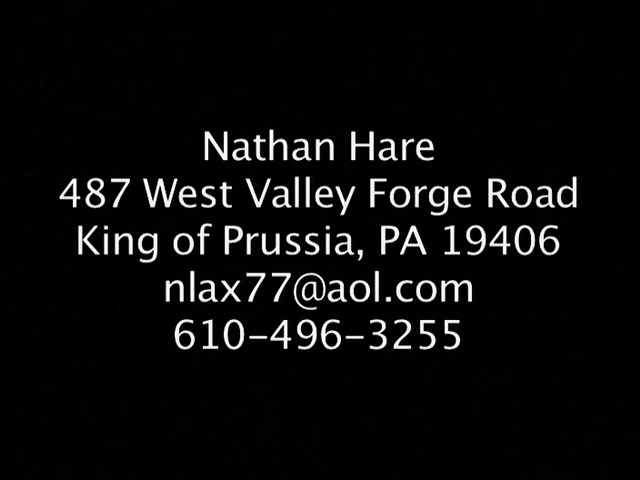 Nathan Hare
487 West Valley Forge Road
King of Prussia, PA 19406
nlax77@aol.com
610-496-3255